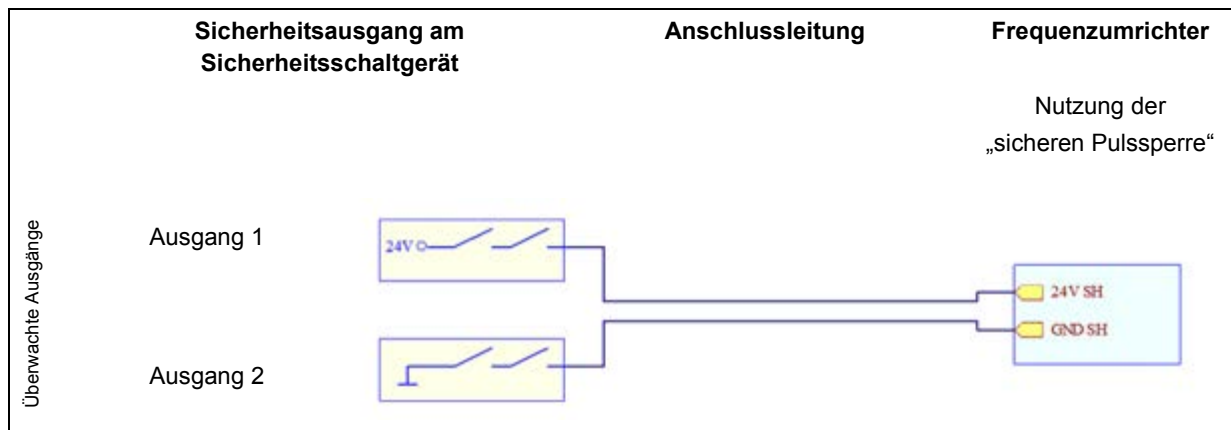 Sicherheitsausgang am
Sicherheitsschaltgerät
Anschlussleitung
Frequenzumrichter
Nutzung der
„sicheren Pulssperre“
Überwachte Ausgänge
Ausgang 1
24V
24V SH
GND SH
Ausgang 2